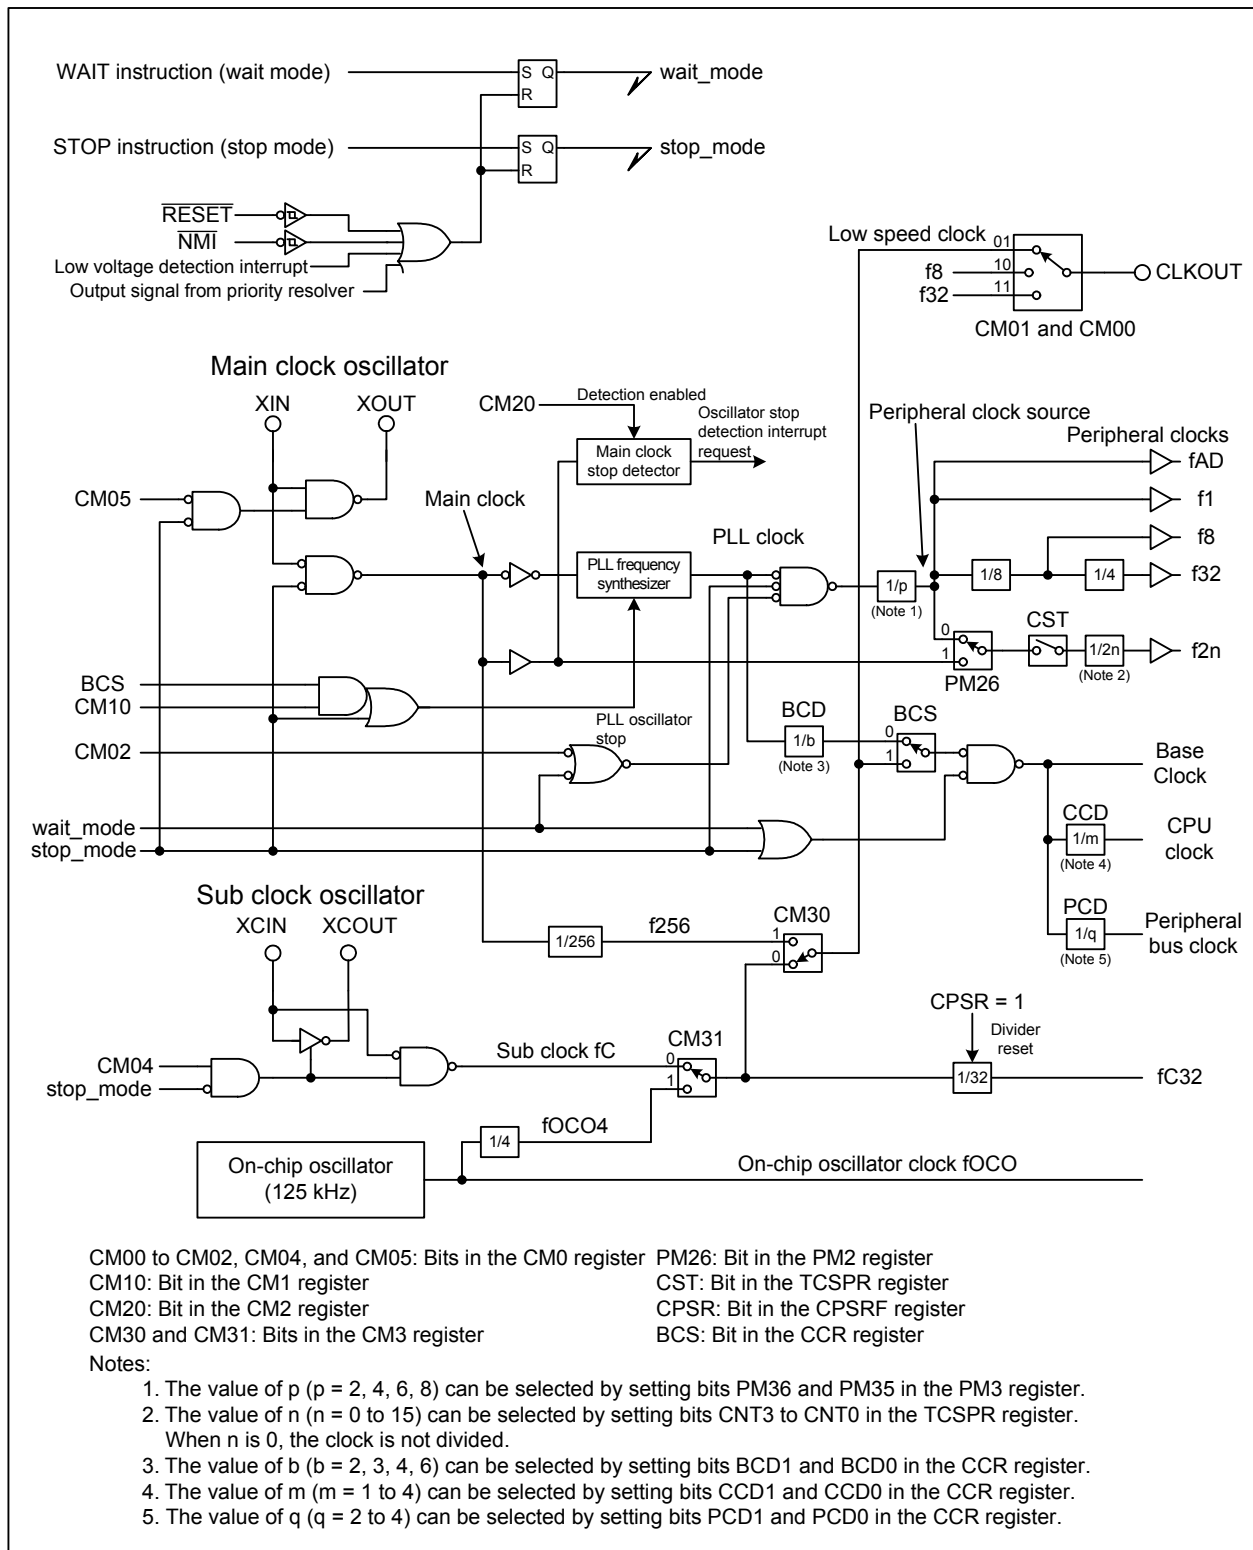 WAIT instruction (wait mode)
S Q
R
wait_mode
STOP instruction (stop mode)
S Q
R
stop_mode
RESET
NMI
Low voltage detection interrupt
Output signal from priority resolver
Low speed clock
01
f8
10
f32
11
CLKOUT
CM01 and CM00
Main clock oscillator
XIN
XOUT
CM20
Detection enabled
Oscillator stop
detection interrupt
request
Main clock
stop detector
Peripheral clock source
Peripheral clocks
fAD
f1
f8
f32
f2n
CM05
Main clock
PLL clock
PLL frequency
synthesizer
1/p
(Note 1)
1/8
1/4
0
1
PM26
CST
1/2n
(Note 2)
BCS
CM10
CM02
PLL oscillator
stop
BCD
1/b
(Note 3)
BCS
0
1
Base
Clock
wait_mode
stop_mode
CCD
1/m
(Note 4)
CPU
clock
PCD
1/q
(Note 5)
Peripheral
bus clock
Sub clock oscillator
XCIN
XCOUT
1/256
f256
CM30
1
0
CM04
stop_mode
Sub clock fC
CM31
0
1
CPSR = 1
Divider
reset
1/32
fC32
1/4
fOCO4
On-chip oscillator
(125 kHz)
On-chip oscillator clock fOCO
CM00 to CM02, CM04, and CM05: Bits in the CM0 register
PM26: Bit in the PM2 register
CM10: Bit in the CM1 register
CST: Bit in the TCSPR register
CM20: Bit in the CM2 register
CPSR: Bit in the CPSRF register
CM30 and CM31: Bits in the CM3 register
BCS: Bit in the CCR register
Notes:
1. The value of p (p = 2, 4, 6, 8) can be selected by setting bits PM36 and PM35 in the PM3 register.
2. The value of n (n = 0 to 15) can be selected by setting bits CNT3 to CNT0 in the TCSPR register.
When n is 0, the clock is not divided.
3. The value of b (b = 2, 3, 4, 6) can be selected by setting bits BCD1 and BCD0 in the CCR register.
4. The value of m (m = 1 to 4) can be selected by setting bits CCD1 and CCD0 in the CCR register.
5. The value of q (q = 2 to 4) can be selected by setting bits PCD1 and PCD0 in the CCR register.